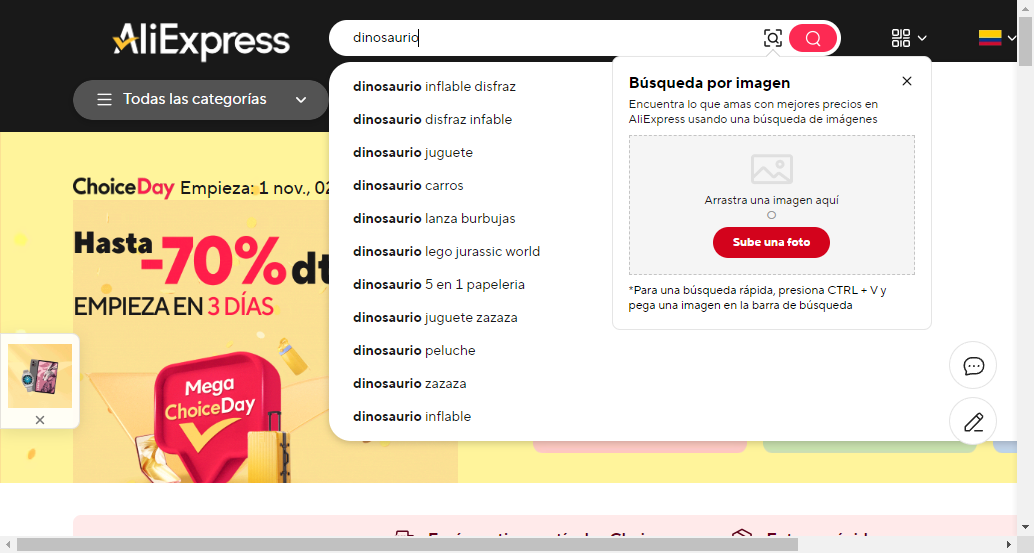 AliExpress
dinosaurio
Todas las categorías
dinosaurio inflable disfraz
dinosaurio disfraz infable
dinosaurio juguete
dinosaurio carros
dinosaurio lanza burbujas
dinosaurio lego jurassic world
dinosaurio 5 en 1 papeleria
dinosaurio juguete zazaza
dinosaurio peluche
dinosaurio zazaza
dinosaurio inflable
Búsqueda por imagen
Encuentra lo que amas con mejores precios en
AliExpress usando una búsqueda de imágenes
Arrastra una imagen aquí
O
Sube una foto
*Para una búsqueda rápida, presiona CTRL + V y
pega una imagen en la barra de búsqueda
ChoiceDay Empieza: 1 nov., 02
Hasta
-70% dt
EMPIEZA EN 3 DÍAS
Mega
ChoiceDay